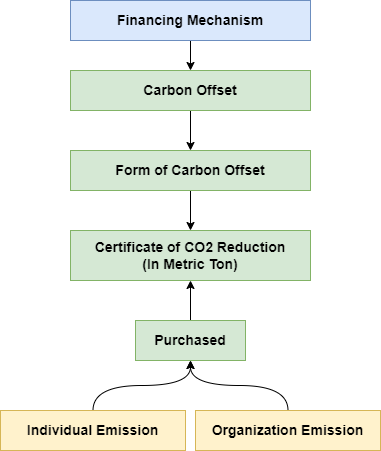 Financing Mechanism
Carbon Offset
Form of Carbon Offset
Certificate of CO2 Reduction
(In Metric Ton)
Purchased
Individual Emission
Organization Emission